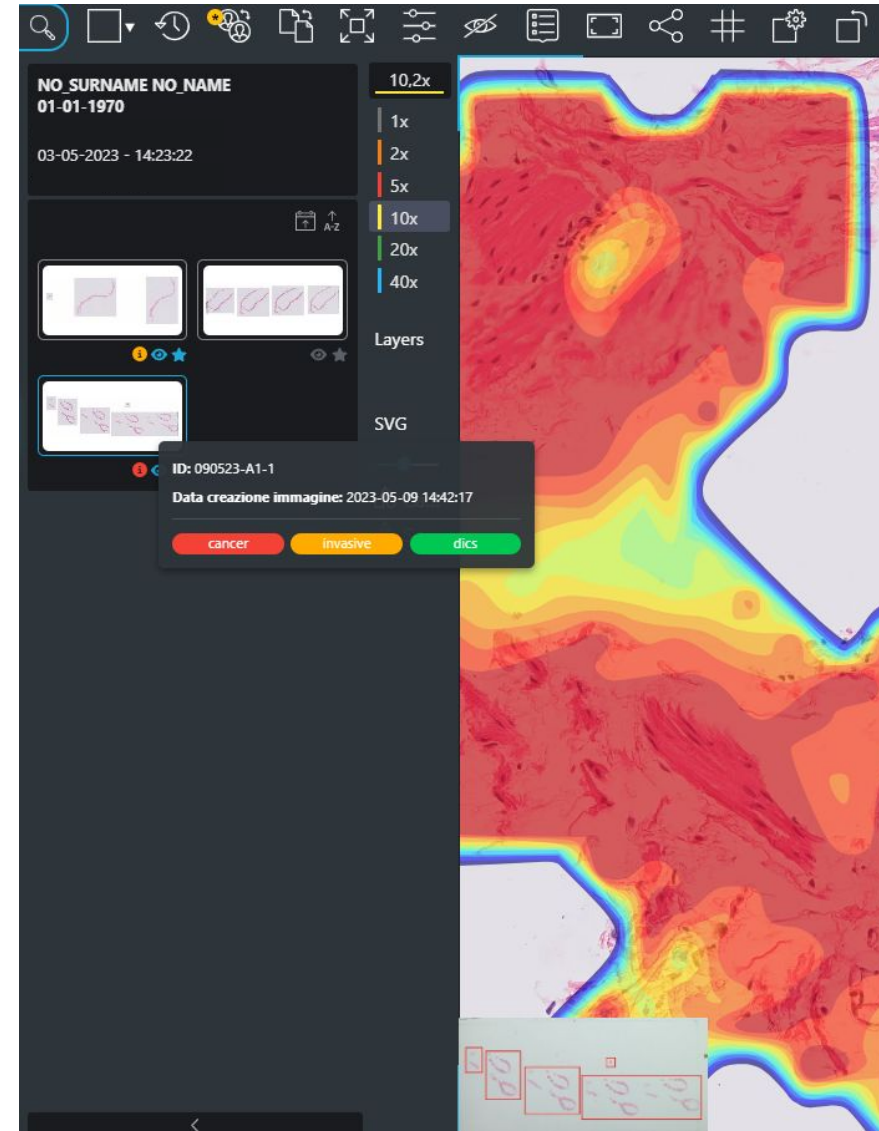 NO_SURNAME NO_NAME
01-01-1970
03-05-2023 - 14:23:22
A-Z
10,2x
1x
2x
5x
10x
20x
40x
Layers
SVG
ID: 090523-A1-1
Data creazione immagine: 2023-05-09 14:42:17
cancer
invasive
dics